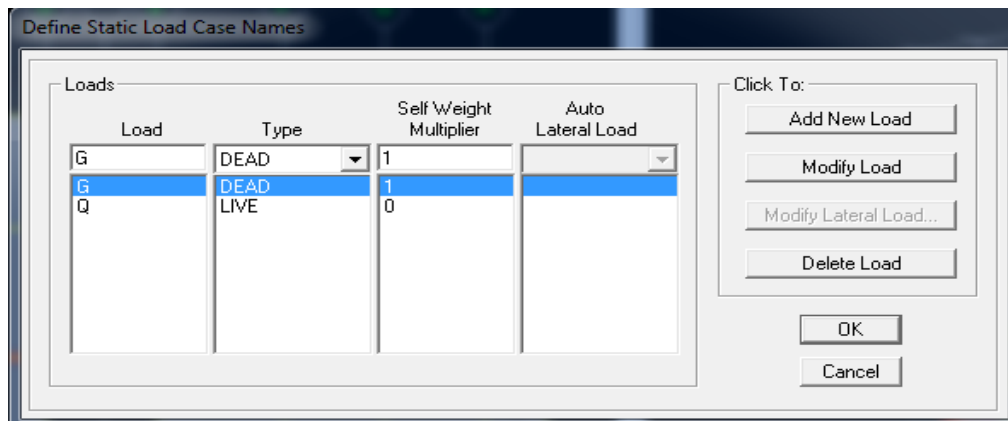 Define Static Load Case Names
Loads
Load Type Self Weight Multiplier Auto Lateral Load
G DEAD 1
G DEAD 1
Q LIVE 0
Click To:
Add New Load
Modify Load
Modify Lateral Load...
Delete Load
OK
Cancel